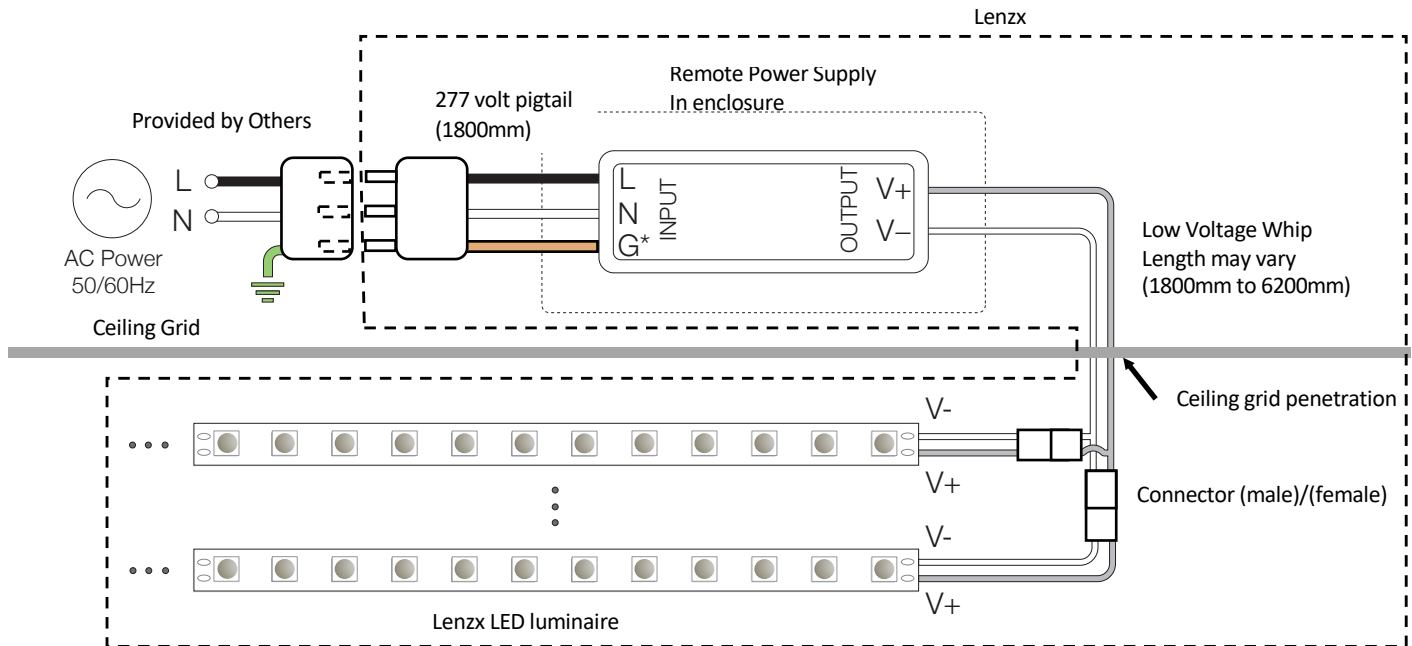 Lenzx
Remote Power Supply
In enclosure
277 volt pigtail
(1800mm)
Provided by Others
L
N
AC Power
50/60Hz
L
N
G*
INPUT
OUTPUT
V+
V−
Low Voltage Whip
Length may vary
(1800mm to 6200mm)
Ceiling Grid
Ceiling grid penetration
V-
V+
Connector (male)/(female)
V-
V+
Lenzx LED luminaire